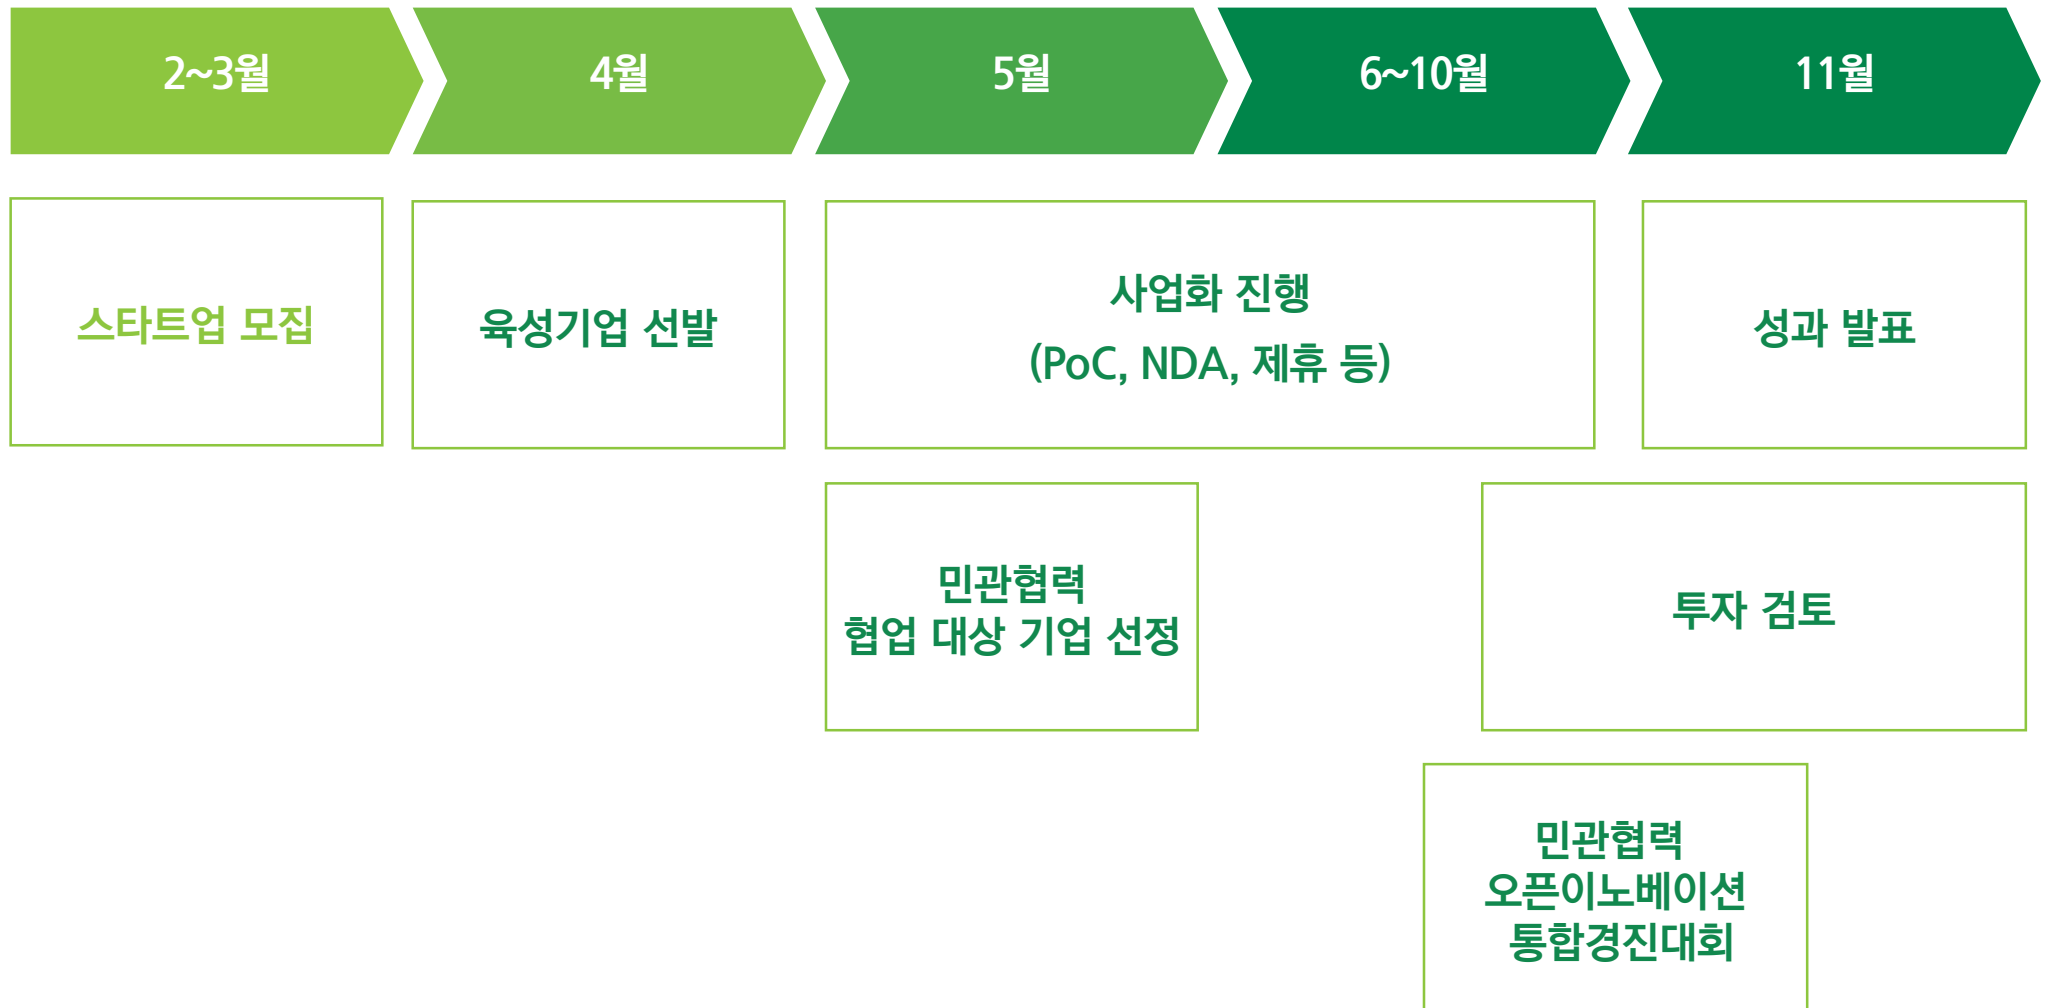 2~3월
4월
5월
6~10월
11월
스타트업 모집
육성기업 선발
사업화 진행
(PoC, NDA, 제휴 등)
성과 발표
민관협력
협업 대상 기업 선정
투자 검토
민관협력
오픈이노베이션
통합경진대회